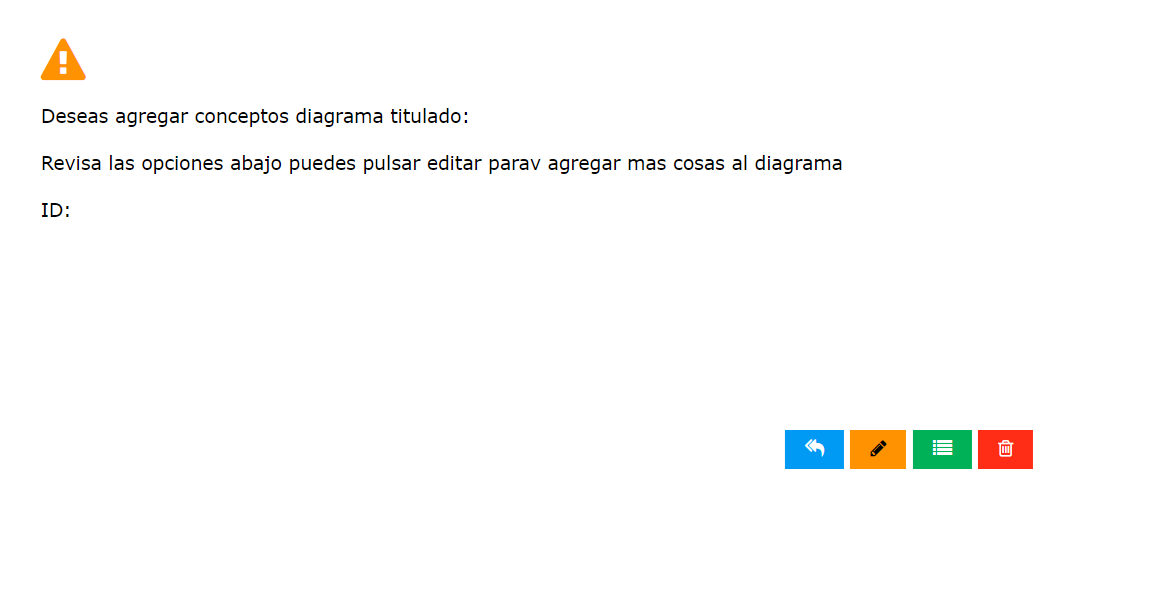 Deseas agregar conceptos diagrama titulado:
Revisa las opciones abajo puedes pulsar editar parav agregar mas cosas al diagrama
ID: